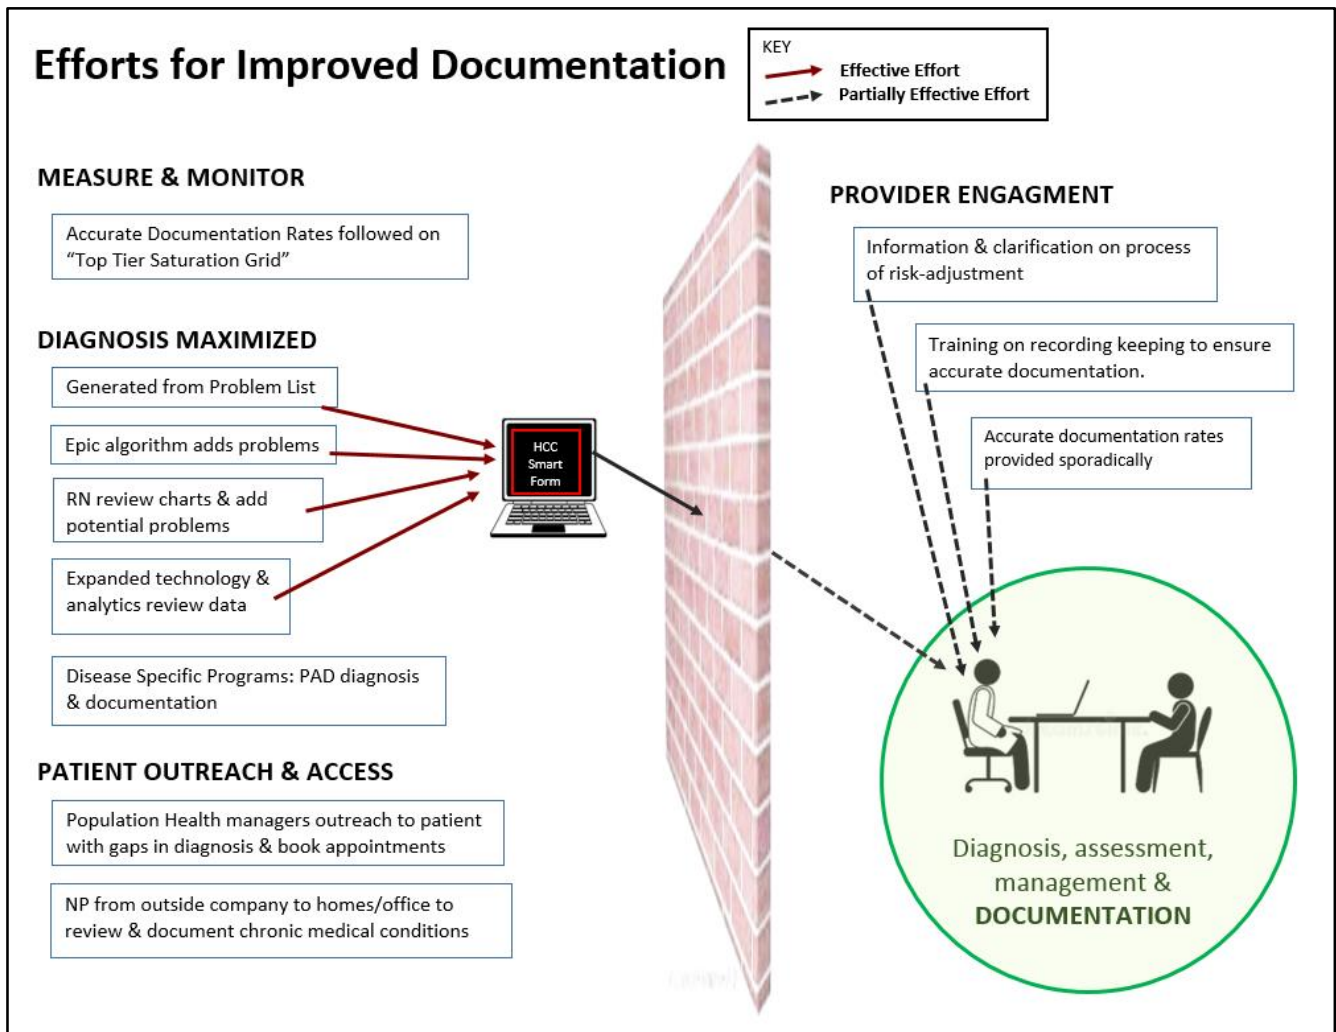 Efforts for Improved Documentation
KEY
Effective Effort
Partially Effective Effort
MEASURE & MONITOR
Accurate Documentation Rates followed on
“Top Tier Saturation Grid”
DIAGNOSIS MAXIMIZED
Generated from Problem List
Epic algorithm adds problems
RN review charts & add
potential problems
Expanded technology &
analytics review data
Disease Specific Programs: PAD diagnosis
& documentation
PATIENT OUTREACH & ACCESS
Population Health managers outreach to patient
with gaps in diagnosis & book appointments
NP from outside company to homes/office to
review & document chronic medical conditions
HCC
Smart
Form
PROVIDER ENGAGMENT
Information & clarification on process
of risk-adjustment
Training on recording keeping to ensure
accurate documentation.
Accurate documentation rates
provided sporadically
Diagnosis, assessment,
management &
DOCUMENTATION